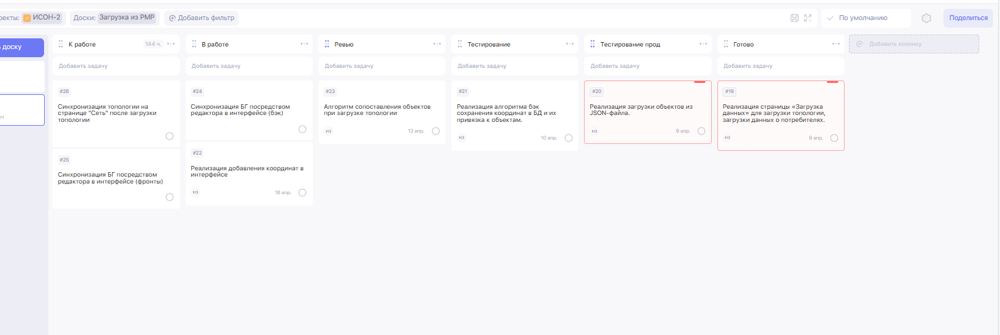 ректы: ИСОН-2 Доски: Загрузка из РМР Добавить фильтр По умолчанию Поделиться
доску
К работе 144 ч.
Добавить задачу
#26
Синхронизация топологии на
странице "Сеть" после загрузки
топологии
#25
Синхронизация БГ посредством
редактора в интерфейсе (фронты)
В работе
Добавить задачу
#24
Синхронизация БГ посредством
редактора в интерфейсе (бэк)
#22
Реализация добавления координат в
интерфейсе
НЗ 16 апр.
Ревью
Добавить задачу
#23
Алгоритм сопоставления объектов
при загрузке топологии
НЗ 13 апр.
Тестирование
Добавить задачу
#21
Реализация алгоритма бэк
сохранения координат в БД и их
привязка к объектам.
НЗ 10 апр.
Тестирование прод
Добавить задачу
#20
Реализация загрузки объектов из
JSON-файла.
НЗ 9 апр.
Готово
Добавить задачу
#19
Реализация страницы «Загрузка
данных» для загрузки топологии,
загрузки данных о потребителях.
НЗ 9 апр.
Добавить колонку